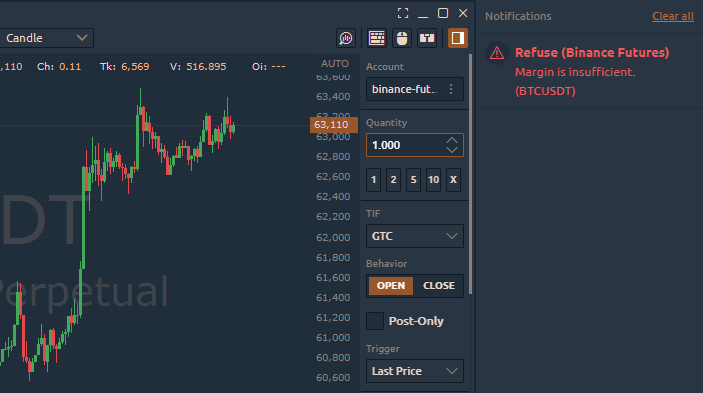 Candle
,110 Ch: 0.11 Tk: 6,569 V: 516.895 Oi: ---
AUTO
63,600
63,400
63,200
63,110
63,000
62,800
62,600
62,400
62,200
62,000
61,800
61,600
61,400
61,200
61,000
60,800
60,600
DT
Perpetual
Account
binance-fut..
Quantity
1.000
1 2 5 10 X
TIF
GTC
Behavior
OPEN CLOSE
Post-Only
Trigger
Last Price
Notifications Clear all
Refuse (Binance Futures)
Margin is insufficient.
(BTCUSDT)